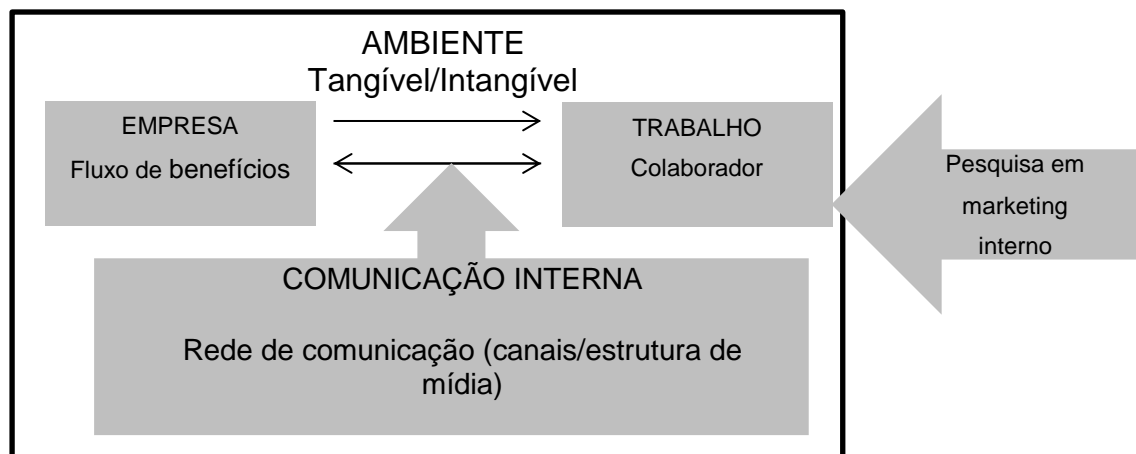 AMBIENTE
Tangível/Intangível
EMPRESA
Fluxo de benefícios
TRABALHO
Colaborador
Pesquisa em
marketing
interno
COMUNICAÇÃO INTERNA
Rede de comunicação (canais/estrutura de
mídia)